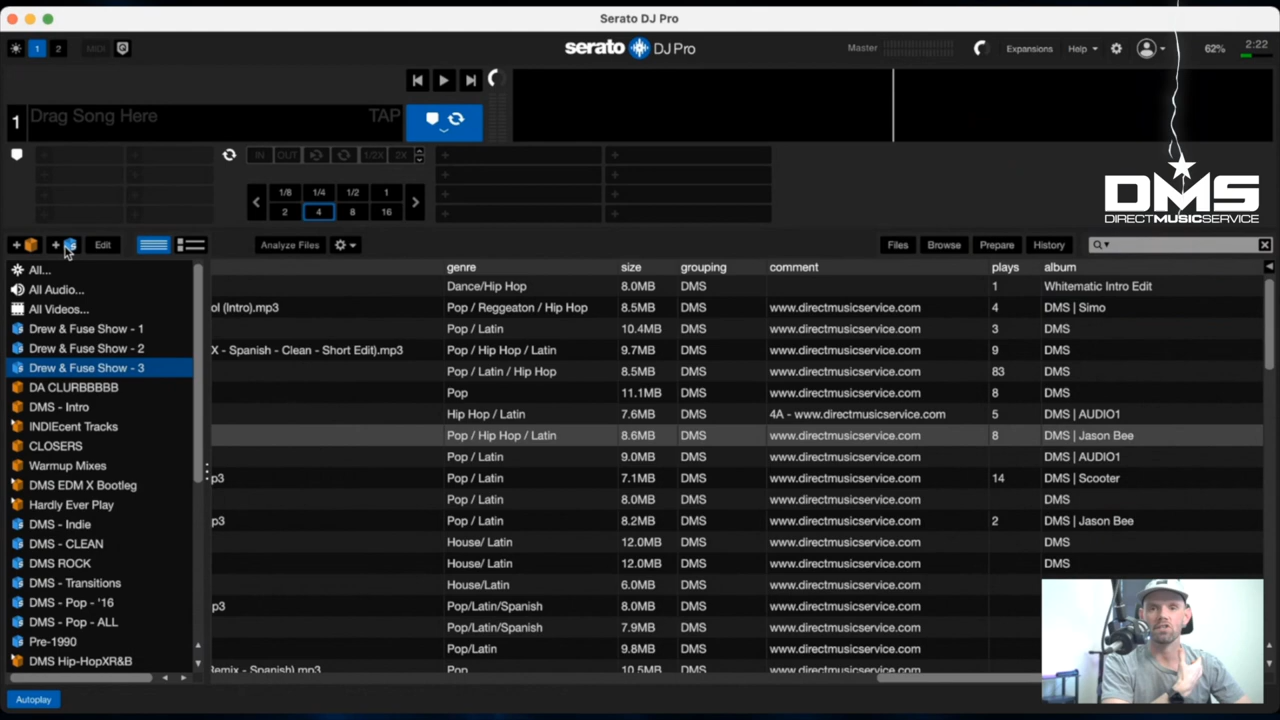 Serato DJ Pro
1 2 MIDI serato DJ Pro Master Expansions Help 62% 2:22
1 Drag Song Here TAP
IN OUT 1/2X 2X
1/8 1/4 1/2 1
2 4 8 16
DMS
DIRECTMUSICSERVICE
+ + Edit Analyze Files Files Browse Prepare History
genre size grouping comment plays album
All...
All Audio...
All Videos...
Drew & Fuse Show - 1
Drew & Fuse Show - 2
Drew & Fuse Show - 3
DA CLURBBBBB
DMS - Intro
INDIEcent Tracks
CLOSERS
Warmup Mixes
DMS EDM X Bootleg
Hardly Ever Play
DMS - Indie
DMS - CLEAN
DMS ROCK
DMS - Transitions
DMS - Pop - '16
DMS - Pop - ALL
Pre-1990
DMS Hip-HopXR&B
Dance/Hip Hop 8.0MB DMS 1 Whitematic Intro Edit
ol (Intro).mp3 Pop / Reggeaton / Hip Hop 8.5MB DMS www.directmusicservice.com 4 DMS | Simo
Pop / Latin 10.4MB DMS www.directmusicservice.com 3 DMS
X - Spanish - Clean - Short Edit).mp3 Pop / Hip Hop / Latin 9.7MB DMS www.directmusicservice.com 9 DMS
Pop / Latin / Hip Hop 8.5MB DMS www.directmusicservice.com 83 DMS
Pop 11.1MB DMS www.directmusicservice.com 8 DMS
Hip Hop / Latin 7.6MB DMS 4A - www.directmusicservice.com 5 DMS | AUDIO1
Pop / Hip Hop / Latin 8.6MB DMS www.directmusicservice.com 8 DMS | Jason Bee
Pop / Latin 9.0MB DMS www.directmusicservice.com DMS | AUDIO1
p3 Pop / Latin 7.1MB DMS www.directmusicservice.com 14 DMS | Scooter
Pop / Latin 8.0MB DMS www.directmusicservice.com DMS
p3 Pop / Latin 8.2MB DMS www.directmusicservice.com 2 DMS | Jason Bee
House/ Latin 12.0MB DMS www.directmusicservice.com DMS
House/ Latin 12.0MB DMS www.directmusicservice.com DMS
House/Latin 6.0MB DMS www.directmusicservice.com
p3 Pop/Latin/Spanish 8.0MB DMS www.directmusicservice.com
Pop/Latin/Spanish 7.9MB DMS www.directmusicservice.com
Pop/Latin 9.8MB DMS www.directmusicservice.com
Remix - Spanish).mp3 Pop 10.5MB DMS www.directmusicservice.com
Autoplay